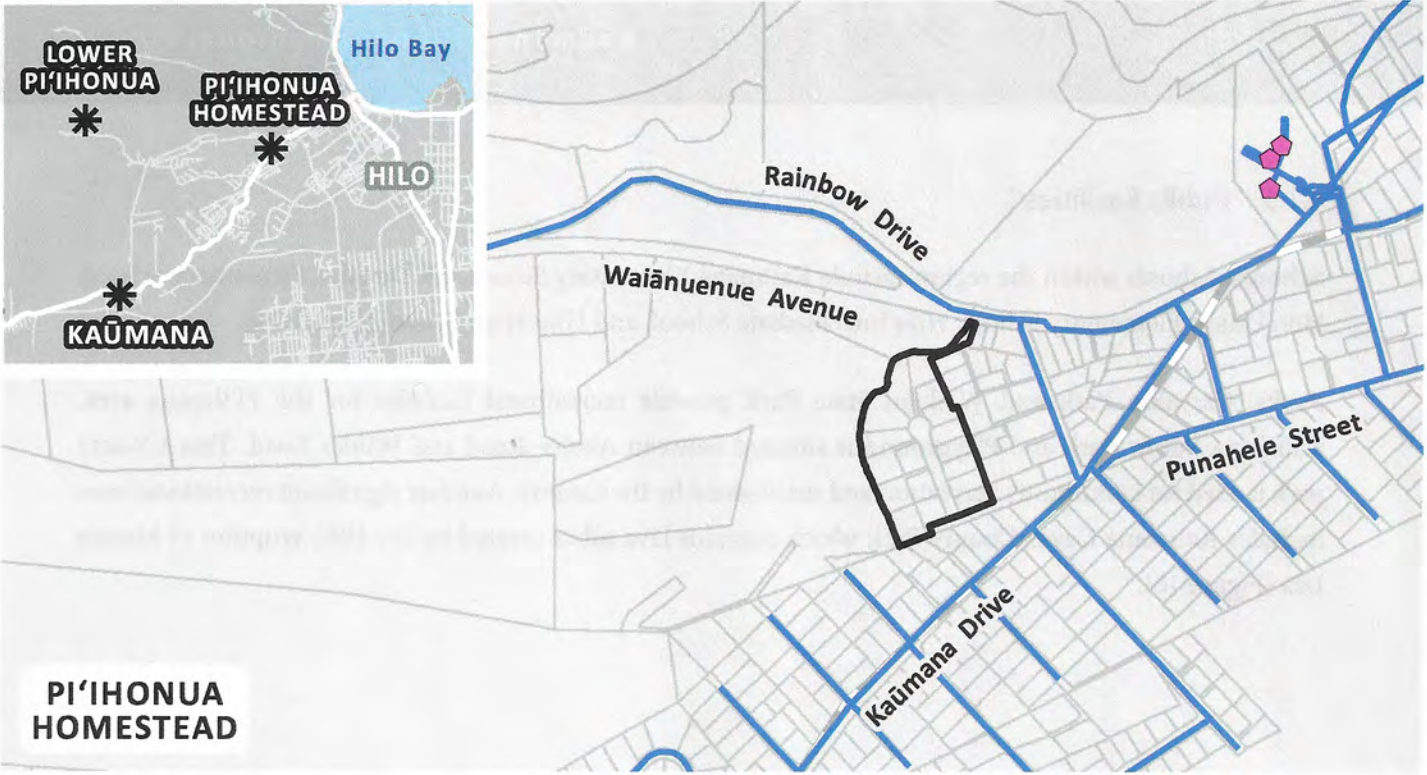 LOWER
PI‘IHONUA
PI‘IHONUA
HOMESTEAD
Hilo Bay
HILO
KAŪMANA
Rainbow Drive
Waiānuenue Avenue
Punahele Street
Kaūmana Drive
PI‘IHONUA
HOMESTEAD